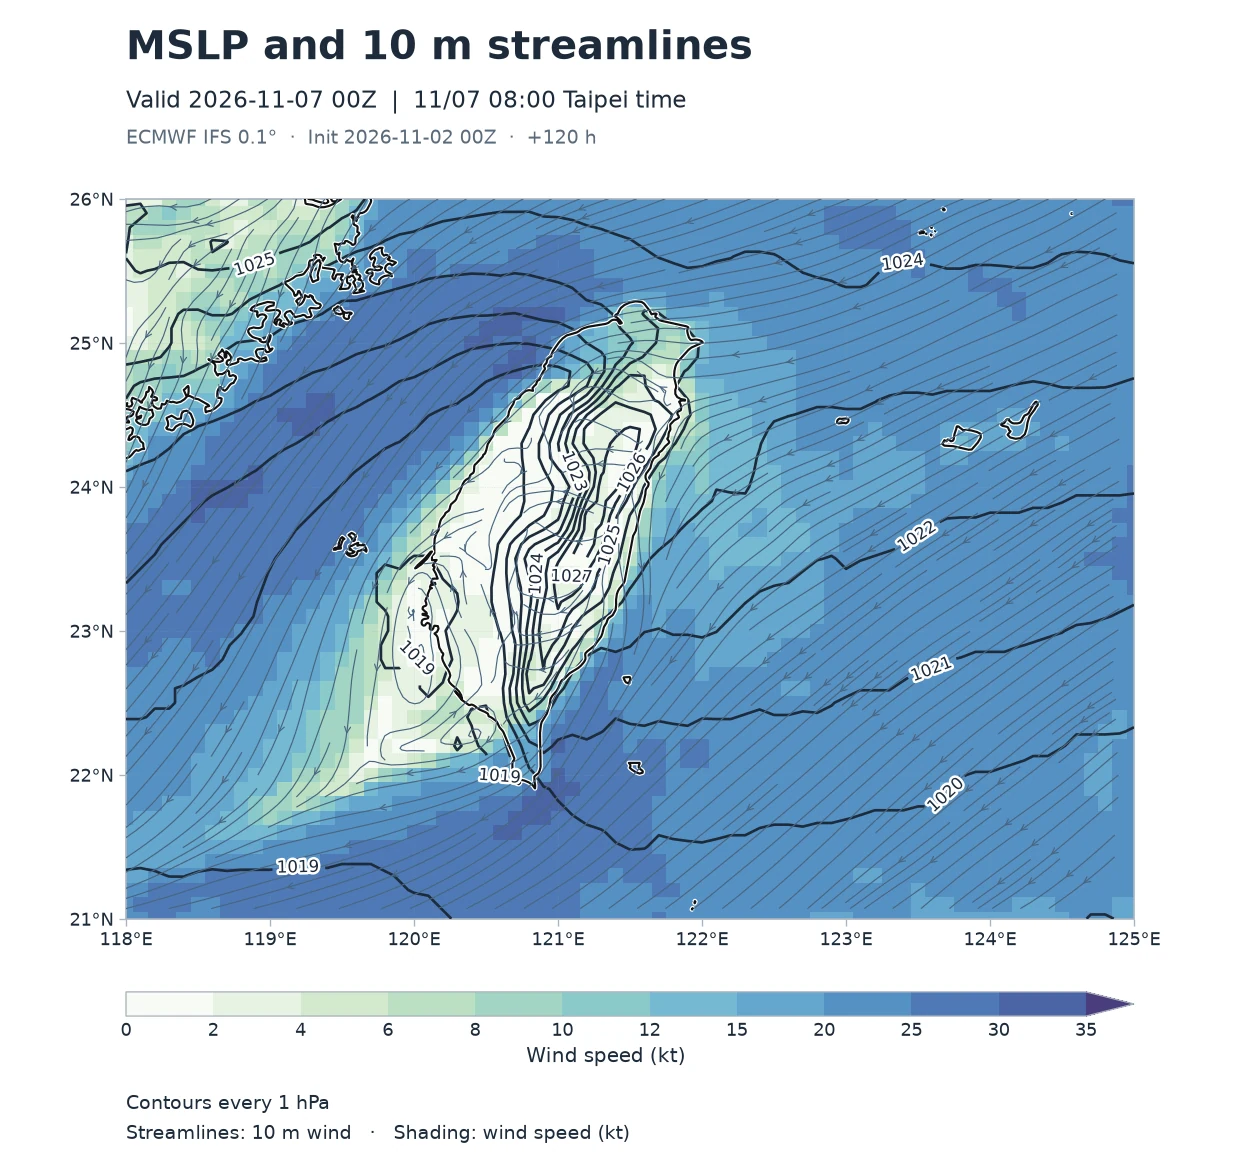 MSLP and 10 m streamlines
Valid 2026-11-07 00Z | 11/07 08:00 Taipei time
ECMWF IFS 0.1° · Init 2026-11-02 00Z · +120 h
26°N
25°N
24°N
23°N
22°N
21°N
1025
1024
1023
1026
1022
1025
1024
1027
1019
1021
1019
1020
1019
118°E 119°E 120°E 121°E 122°E 123°E 124°E 125°E
0 2 4 6 8 10 12 15 20 25 30 35
Wind speed (kt)
Contours every 1 hPa
Streamlines: 10 m wind · Shading: wind speed (kt)